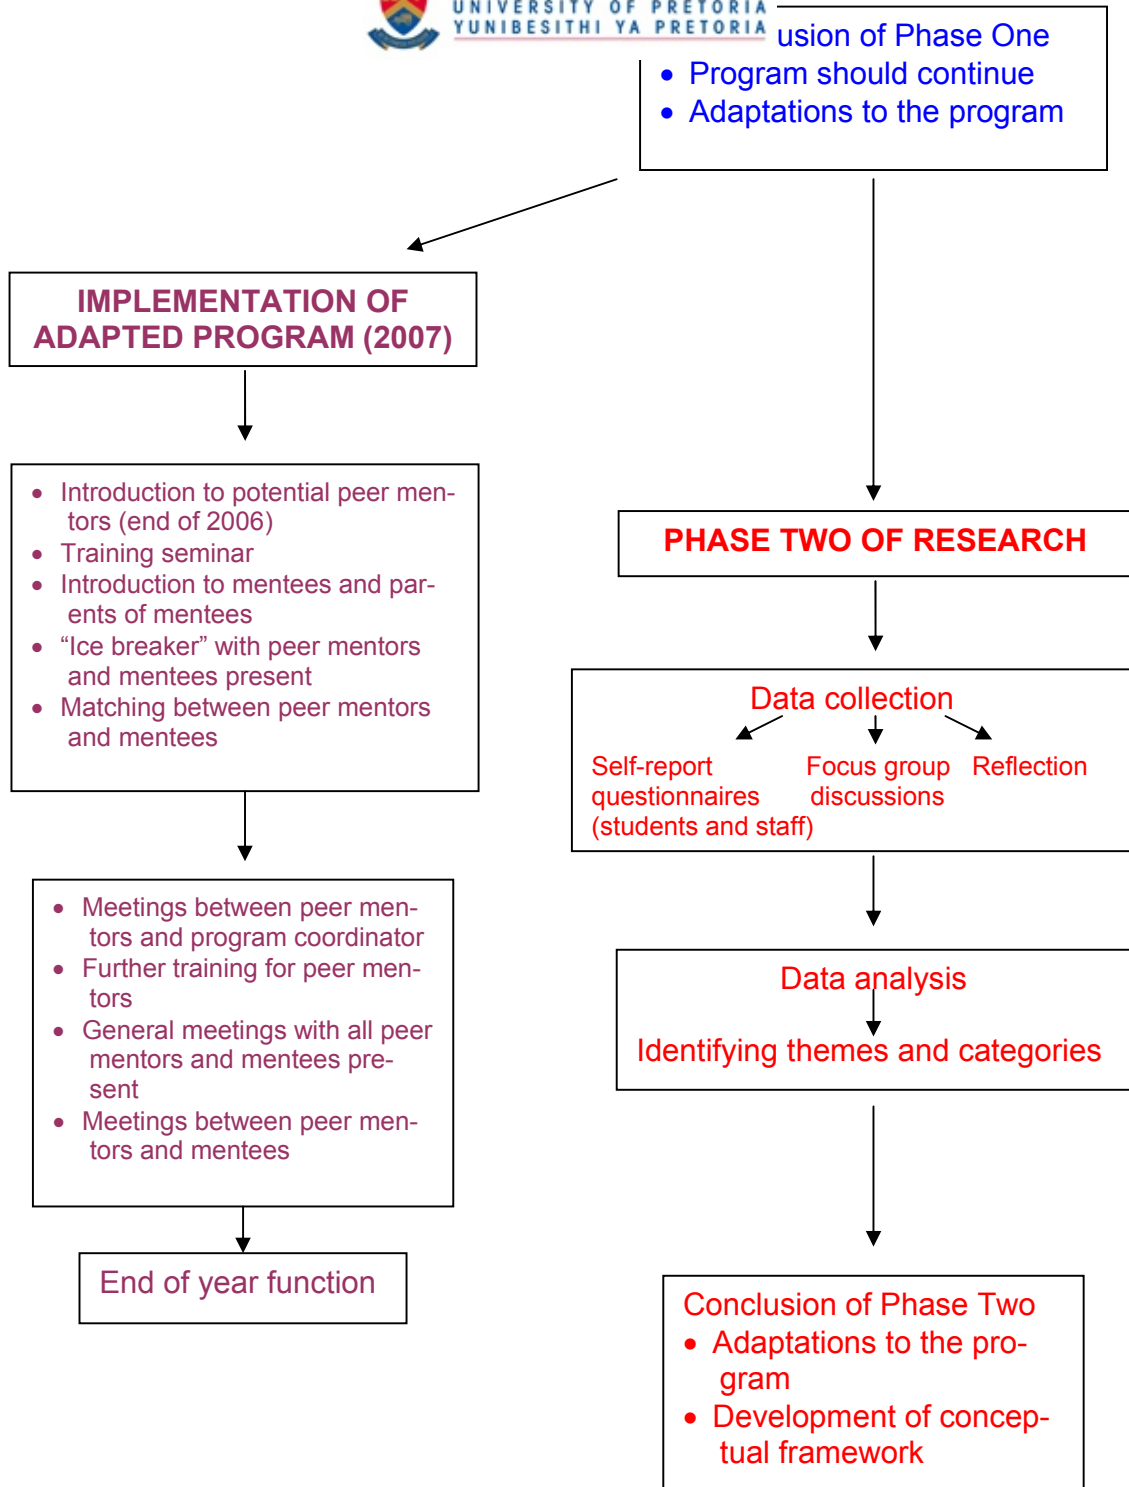 UNIVERSITY OF PRETORIA
YUNIBESITHI YA PRETORIA
usion of Phase One
• Program should continue
• Adaptations to the program
IMPLEMENTATION OF
ADAPTED PROGRAM (2007)
• Introduction to potential peer men-
tors (end of 2006)
• Training seminar
• Introduction to mentees and par-
ents of mentees
• “Ice breaker” with peer mentors
and mentees present
• Matching between peer mentors
and mentees
• Meetings between peer men-
tors and program coordinator
• Further training for peer men-
tors
• General meetings with all peer
mentors and mentees pre-
sent
• Meetings between peer men-
tors and mentees
End of year function
PHASE TWO OF RESEARCH
Data collection
Self-report
questionnaires
(students and staff)
Focus group
discussions
Reflection
Data analysis
Identifying themes and categories
Conclusion of Phase Two
• Adaptations to the pro-
gram
• Development of concep-
tual framework